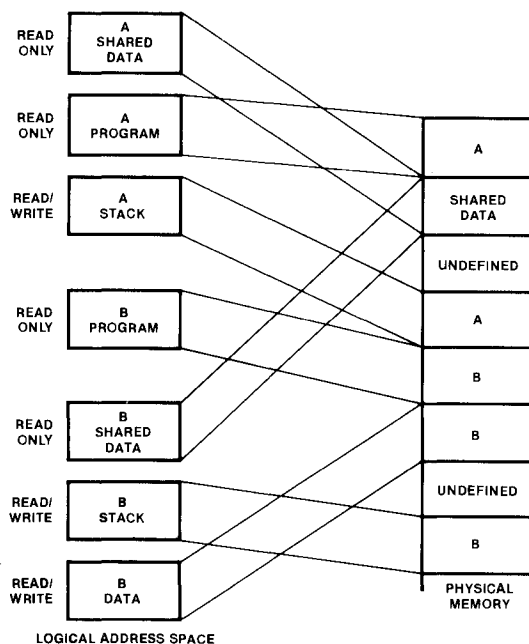 READ
ONLY
A
SHARED
DATA
READ
ONLY
A
PROGRAM
READ/
WRITE
A
STACK
READ
ONLY
B
PROGRAM
READ
ONLY
B
SHARED
DATA
READ/
WRITE
B
STACK
READ/
WRITE
B
DATA
LOGICAL ADDRESS SPACE
A
SHARED
DATA
UNDEFINED
A
B
B
UNDEFINED
B
PHYSICAL
MEMORY